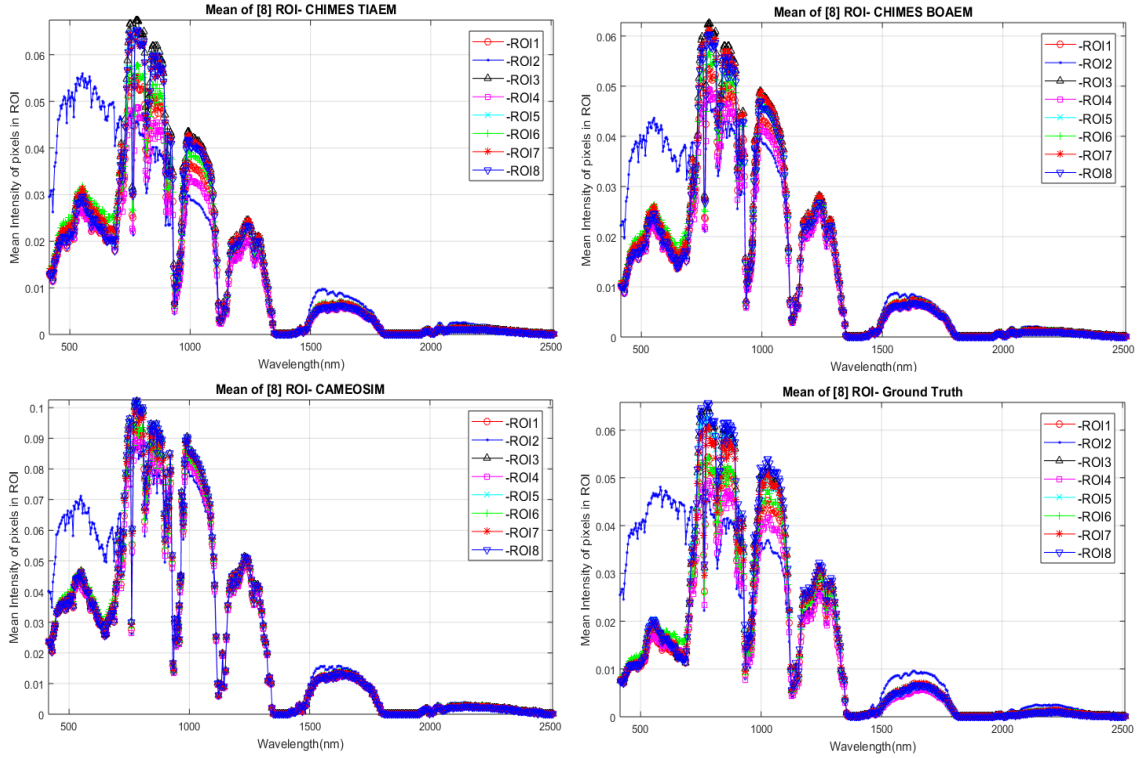 Mean of [8] ROI- CHIMES TIAEM
Mean Intensity of pixels in ROI
0.06
0.05
0.04
0.03
0.02
0.01
0
500
1000
1500
2000
2500
Wavelength(nm)
-ROI1
-ROI2
-ROI3
-ROI4
-ROI5
-ROI6
-ROI7
-ROI8
Mean of [8] ROI- CHIMES BOAEM
Mean Intensity of pixels in ROI
0.06
0.05
0.04
0.03
0.02
0.01
0
500
1000
1500
2000
2500
Wavelength(nm)
-ROI1
-ROI2
-ROI3
-ROI4
-ROI5
-ROI6
-ROI7
-ROI8
Mean of [8] ROI- CAMEOSIM
Mean Intensity of pixels in ROI
0.1
0.09
0.08
0.07
0.06
0.05
0.04
0.03
0.02
0.01
0
500
1000
1500
2000
2500
Wavelength(nm)
-ROI1
-ROI2
-ROI3
-ROI4
-ROI5
-ROI6
-ROI7
-ROI8
Mean of [8] ROI- Ground Truth
Mean Intensity of pixels in ROI
0.06
0.05
0.04
0.03
0.02
0.01
0
500
1000
1500
2000
2500
Wavelength(nm)
-ROI1
-ROI2
-ROI3
-ROI4
-ROI5
-ROI6
-ROI7
-ROI8